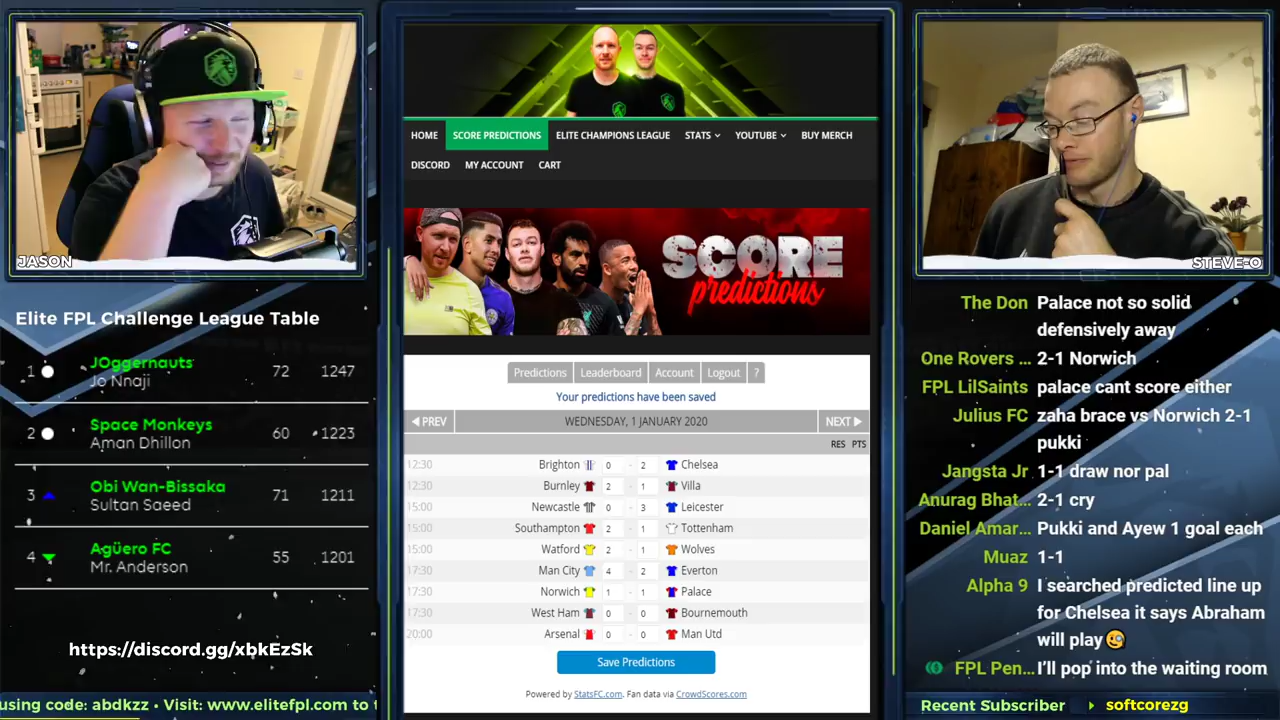 JASON
Elite FPL Challenge League Table
1 JOggernauts 72 1247
Jo Nnaji
2 Space Monkeys 60 1223
Aman Dhillon
3 Obi Wan-Bissaka 71 1211
Sultan Saeed
4 Agüero FC 55 1201
Mr. Anderson
https://discord.gg/xbkEzSk
using code: abdkzz • Visit: www.elitefpl.com to
HOME SCORE PREDICTIONS ELITE CHAMPIONS LEAGUE STATS YOUTUBE BUY MERCH
DISCORD MY ACCOUNT CART
SCORE
predictions
Predictions Leaderboard Account Logout ?
Your predictions have been saved
◀ PREV WEDNESDAY, 1 JANUARY 2020 NEXT ▶
RES PTS
12:30 Brighton 0 - 2 Chelsea
12:30 Burnley 2 - 1 Villa
15:00 Newcastle 0 - 3 Leicester
15:00 Southampton 2 - 1 Tottenham
15:00 Watford 2 - 1 Wolves
17:30 Man City 4 - 2 Everton
17:30 Norwich 1 - 1 Palace
17:30 West Ham 0 - 0 Bournemouth
20:00 Arsenal 0 - 0 Man Utd
Save Predictions
Powered by StatsFC.com. Fan data via CrowdScores.com
STEVE-O
The Don Palace not so solid
defensively away
One Rovers ... 2-1 Norwich
FPL LilSaints palace cant score either
Julius FC zaha brace vs Norwich 2-1
pukki
Jangsta Jr 1-1 draw nor pal
Anurag Bhat... 2-1 cry
Daniel Amar... Pukki and Ayew 1 goal each
Muaz 1-1
Alpha 9 I searched predicted line up
for Chelsea it says Abraham
will play🧐
FPL Pen... I'll pop into the waiting room
Recent Subscriber softcorezg